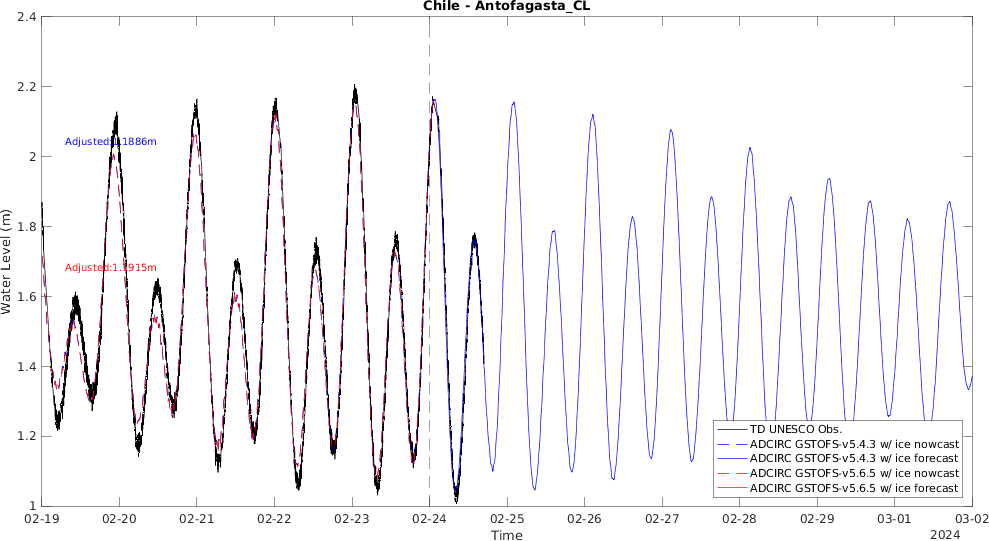 Chile - Antofagasta_CL
Water Level (m)
2.4
2.2
2
1.8
1.6
1.4
1.2
1
Adjusted:1.1886m
Adjusted:1.1915m
TD UNESCO Obs.
ADCIRC GSTOFS-v5.4.3 w/ ice nowcast
ADCIRC GSTOFS-v5.4.3 w/ ice forecast
ADCIRC GSTOFS-v5.6.5 w/ ice nowcast
ADCIRC GSTOFS-v5.6.5 w/ ice forecast
02-19 02-20 02-21 02-22 02-23 02-24 02-25 02-26 02-27 02-28 02-29 03-01 03-02
Time
2024